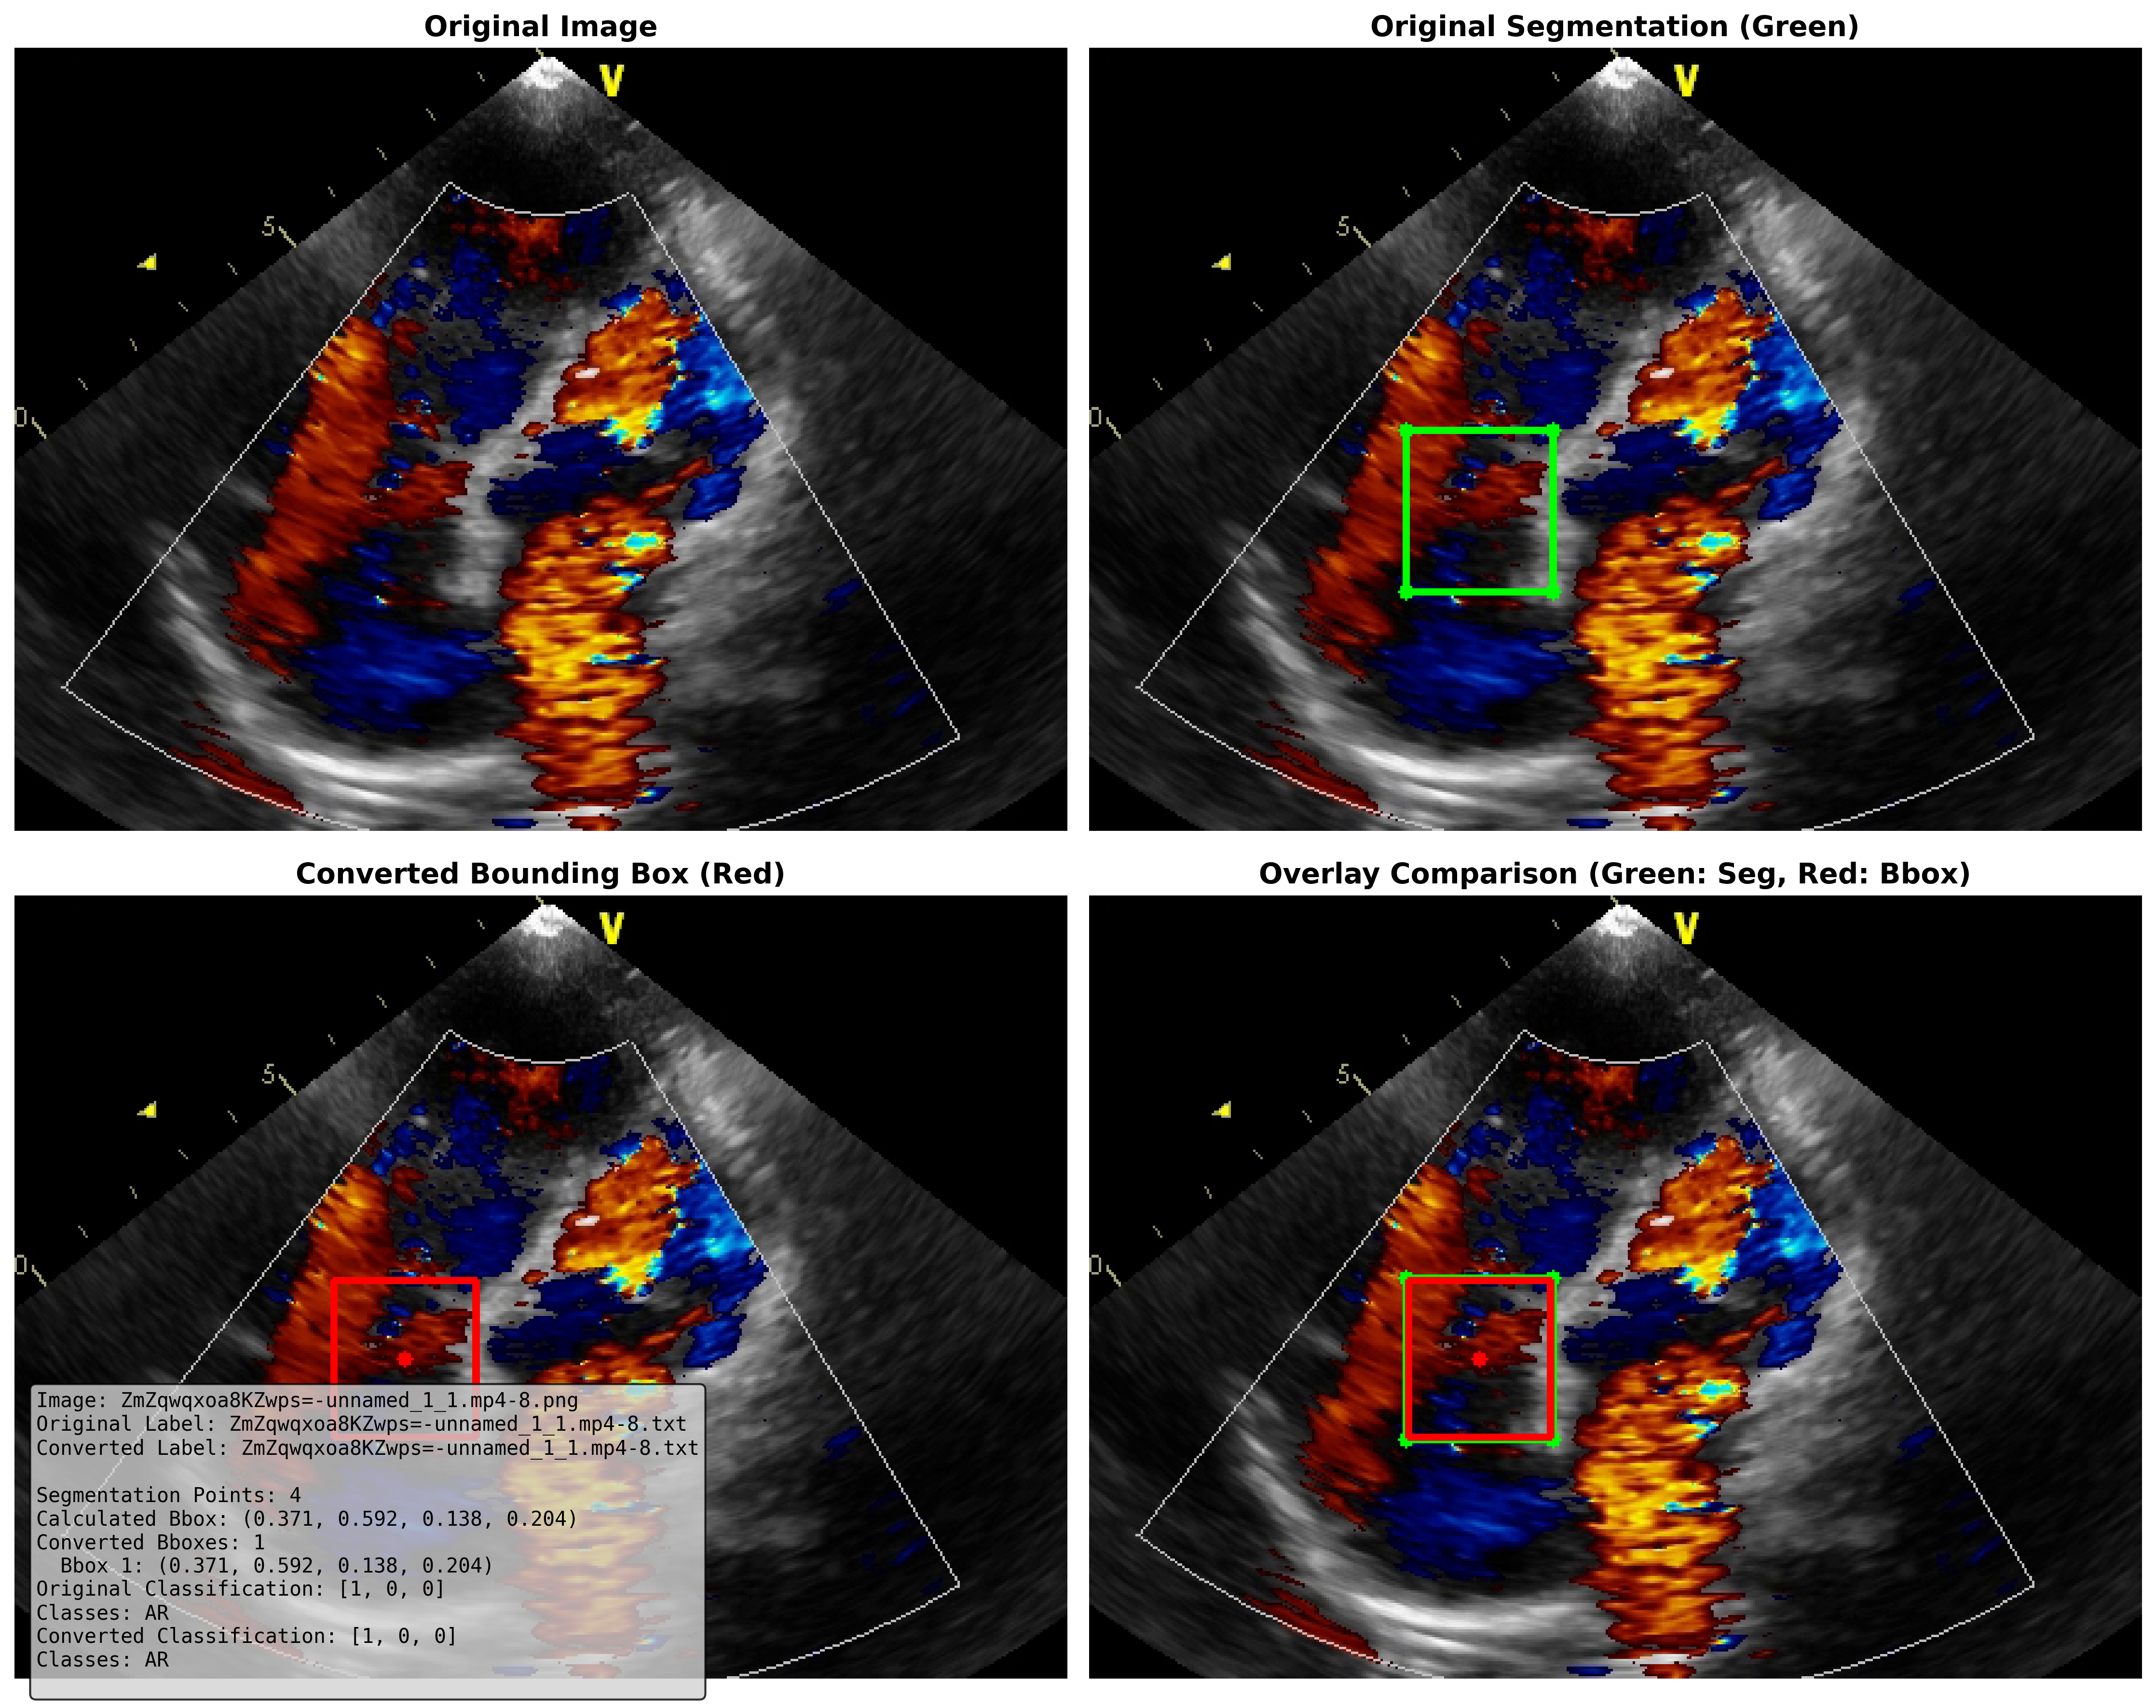 Original Image
Original Segmentation (Green)
V
5
0
V
5
0
Converted Bounding Box (Red)
Overlay Comparison (Green: Seg, Red: Bbox)
V
5
0
V
5
0
Image: ZmZqwqxoa8KZwps=-unnamed_1_1.mp4-8.png
Original Label: ZmZqwqxoa8KZwps=-unnamed_1_1.mp4-8.txt
Converted Label: ZmZqwqxoa8KZwps=-unnamed_1_1.mp4-8.txt
Segmentation Points: 4
Calculated Bbox: (0.371, 0.592, 0.138, 0.204)
Converted Bboxes: 1
Bbox 1: (0.371, 0.592, 0.138, 0.204)
Original Classification: [1, 0, 0]
Classes: AR
Converted Classification: [1, 0, 0]
Classes: AR